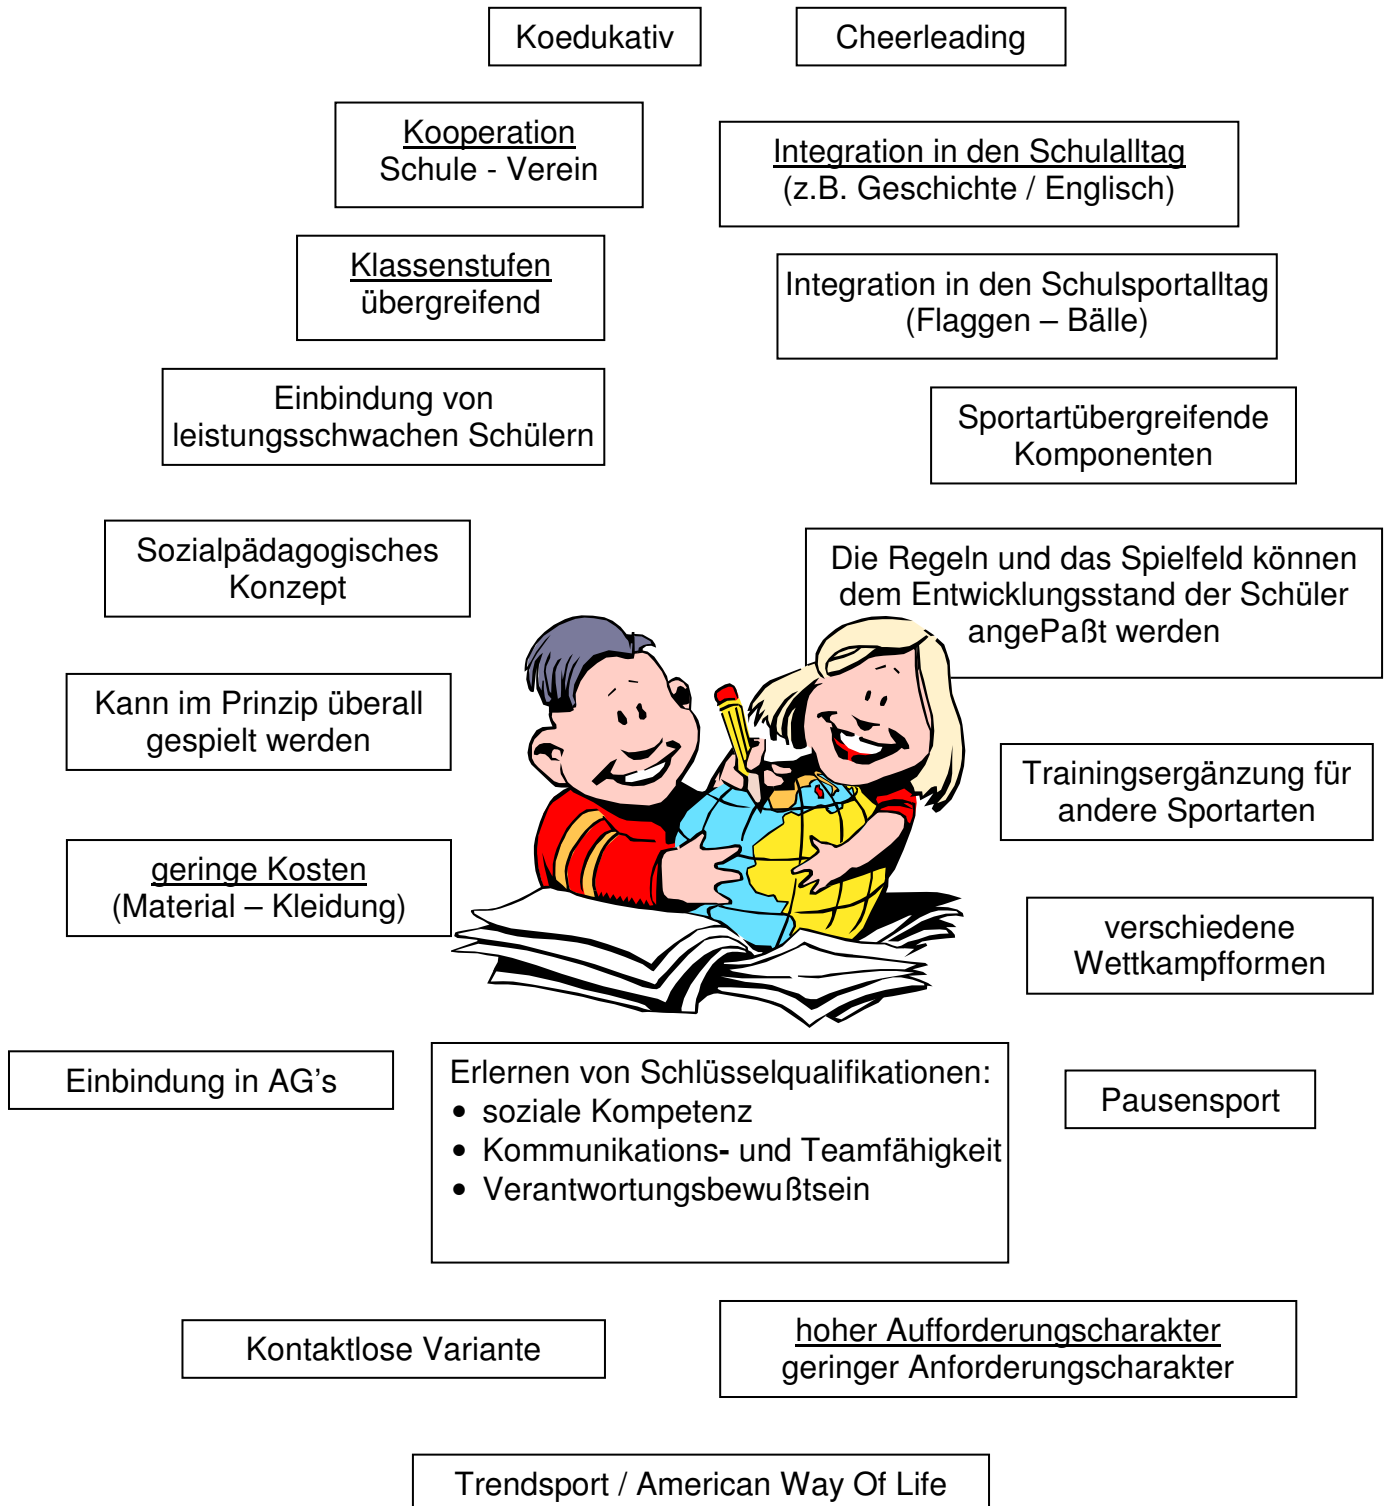 Koedukativ
Cheerleading
Kooperation
Schule - Verein
Integration in den Schulalltag
(z.B. Geschichte / Englisch)
Klassenstufen
übergreifend
Integration in den Schulsportalltag
(Flaggen – Bälle)
Einbindung von
leistungsschwachen Schülern
Sportartübergreifende
Komponenten
Sozialpädagogisches
Konzept
Die Regeln und das Spielfeld können
dem Entwicklungsstand der Schüler
angePaßt werden
Kann im Prinzip überall
gespielt werden
Trainingsergänzung für
andere Sportarten
geringe Kosten
(Material – Kleidung)
verschiedene
Wettkampfformen
Einbindung in AG's
Erlernen von Schlüsselqualifikationen:
• soziale Kompetenz
• Kommunikations- und Teamfähigkeit
• Verantwortungsbewußtsein
Pausensport
Kontaktlose Variante
hoher Aufforderungscharakter
geringer Anforderungscharakter
Trendsport / American Way Of Life